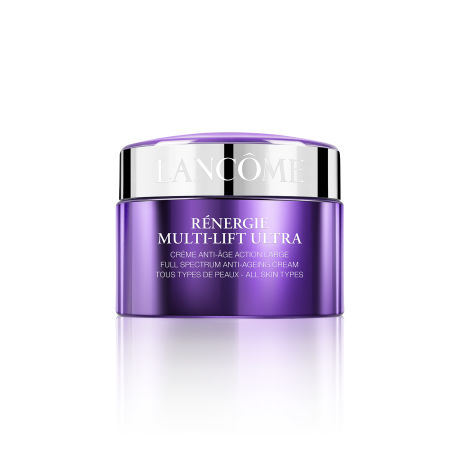 LANCÔME
RÉNERGIE
MULTI-LIFT ULTRA
CRÈME ANTI-ÂGE ACTION LARGE
FULL SPECTRUM ANTI-AGEING CREAM
TOUS TYPES DE PEAUX - ALL SKIN TYPES